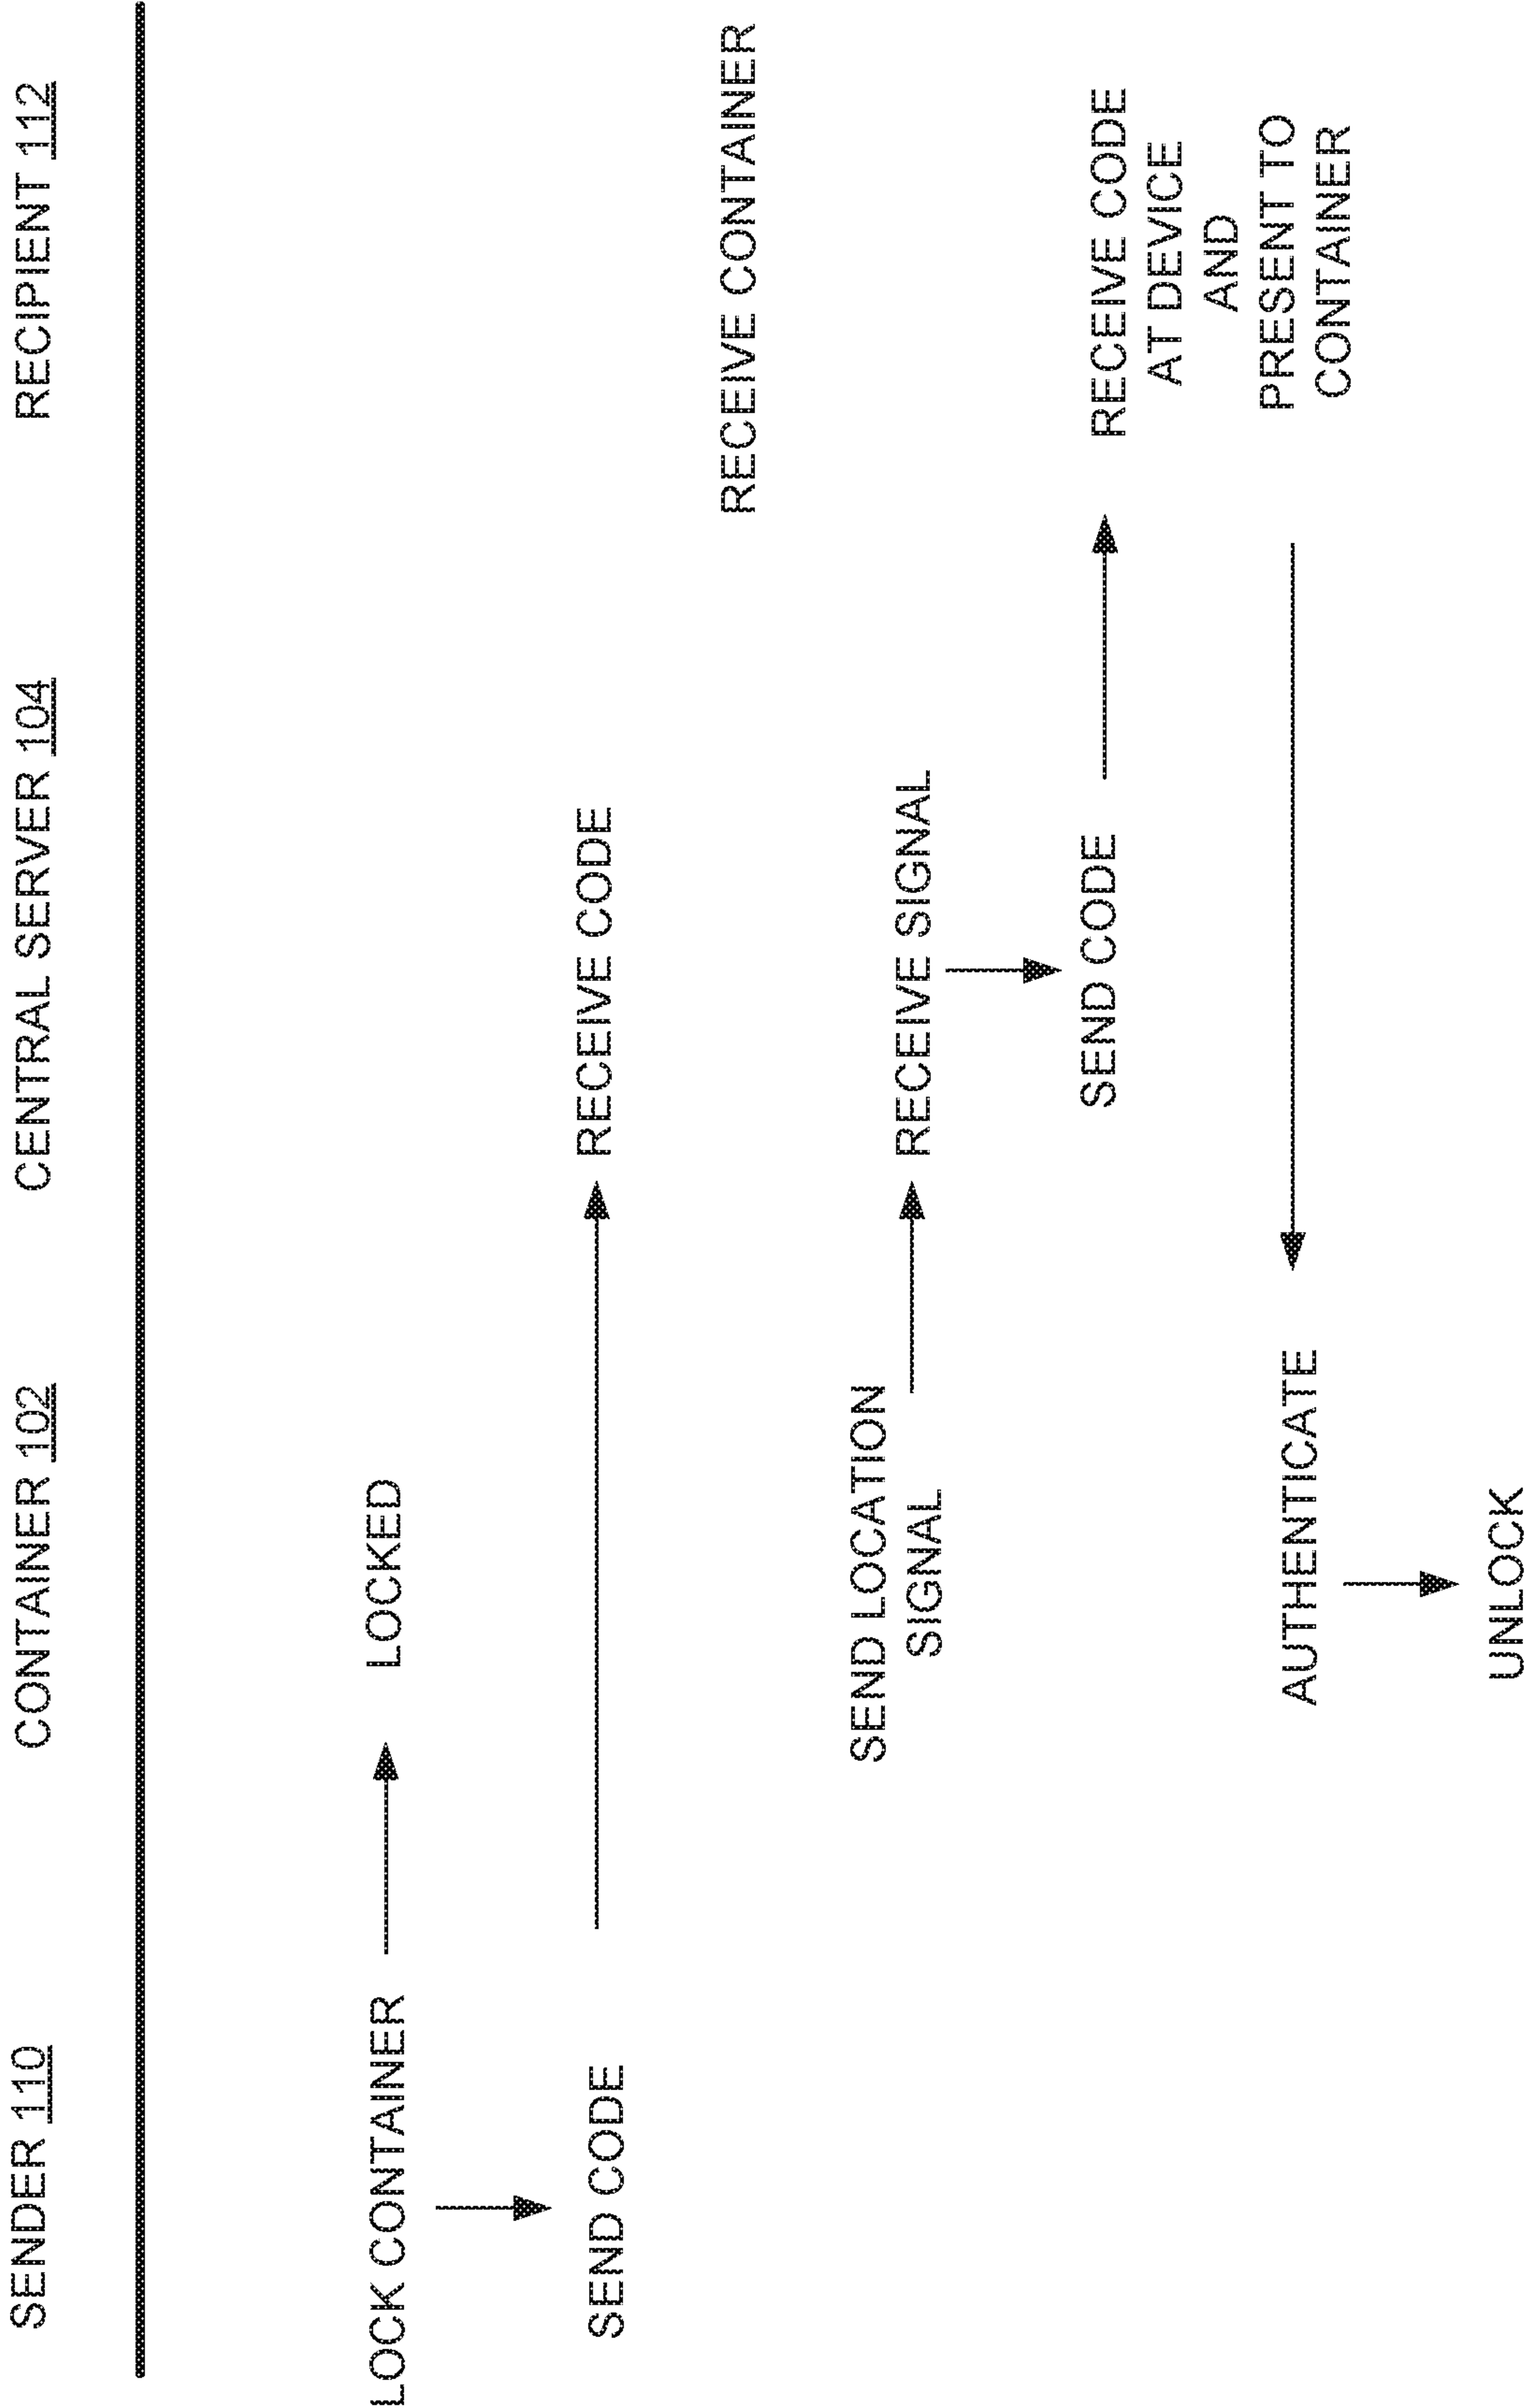 SENDER 110
CONTAINER 102
CENTRAL SERVER 104
RECIPIENT 112
LOCK CONTAINER
LOCKED
SEND CODE
RECEIVE CODE
RECEIVE CONTAINER
SEND LOCATION
SIGNAL
RECEIVE SIGNAL
SEND CODE
RECEIVE CODE
AT DEVICE
AND
PRESENT TO
CONTAINER
AUTHENTICATE
UNLOCK